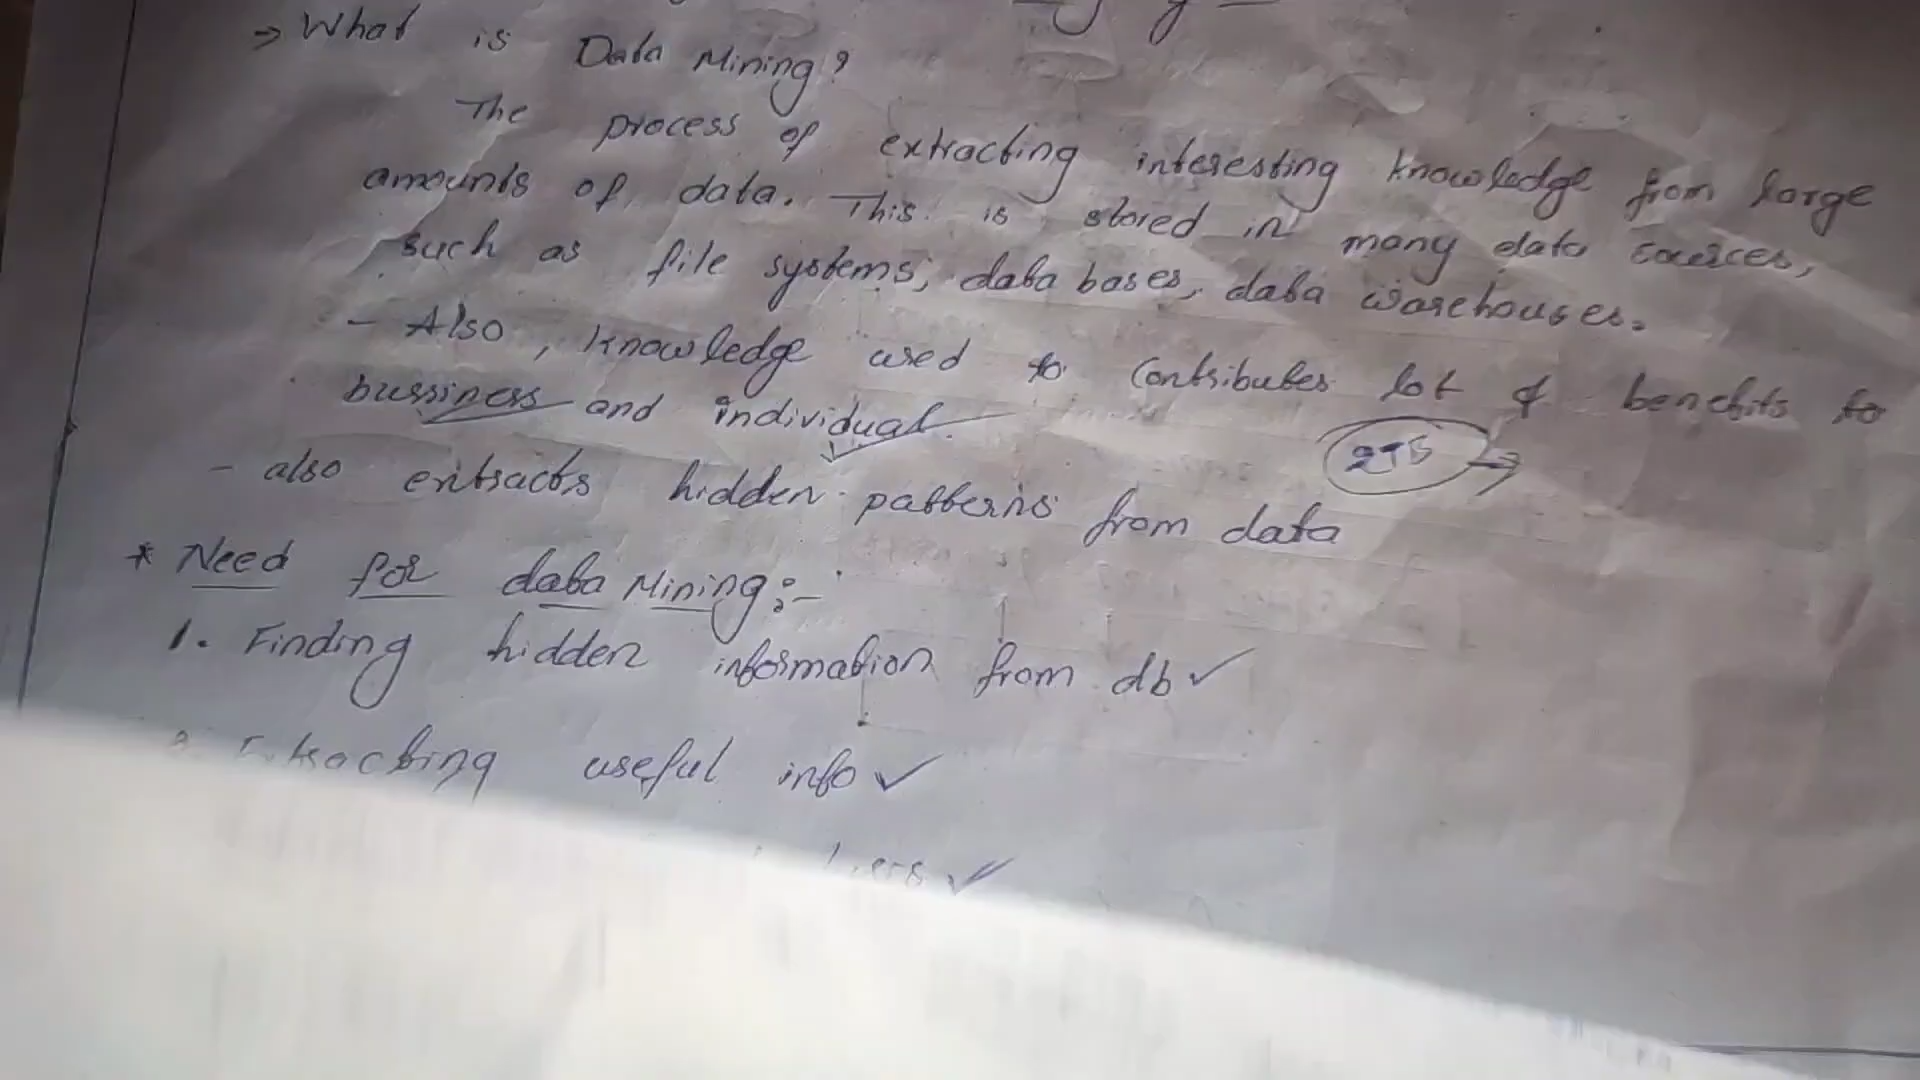 → What is Data Mining?
The process of extracting interesting knowledge from large
amounts of data. This is stored in many data sources,
such as file systems, data bases, data warehouses.
- Also, knowledge used to contributes lot of benefits to
bussiness and individual.
- also extracts hidden patterns from data
* Need for data Mining:-
1. Finding hidden information from db ✓
useful info ✓